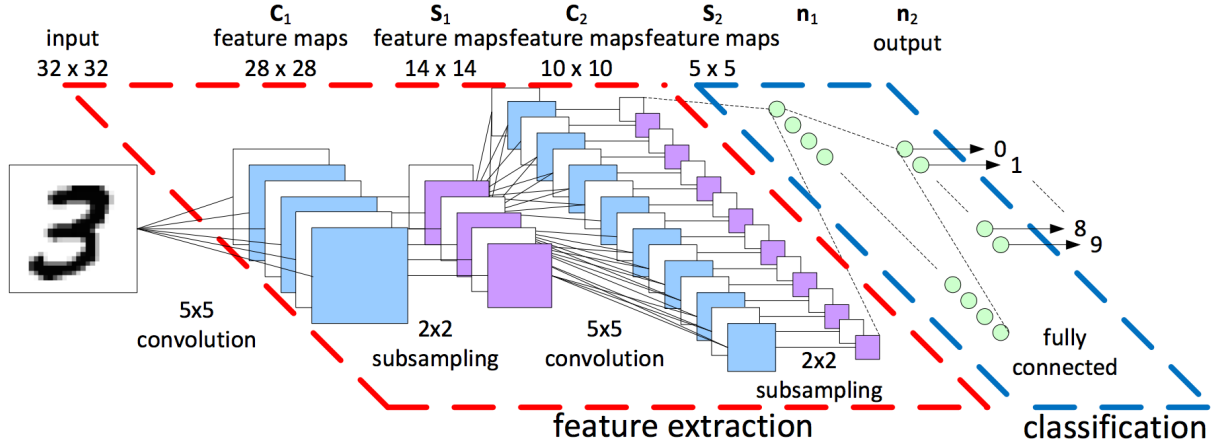 C1
S1
C2
S2
n1
n2
input
feature maps
feature maps
feature maps
feature maps
output
32 x 32
28 x 28
14 x 14
10 x 10
5 x 5
3
0
1
8
9
5x5
convolution
2x2
subsampling
5x5
convolution
2x2
subsampling
fully
connected
feature extraction
classification